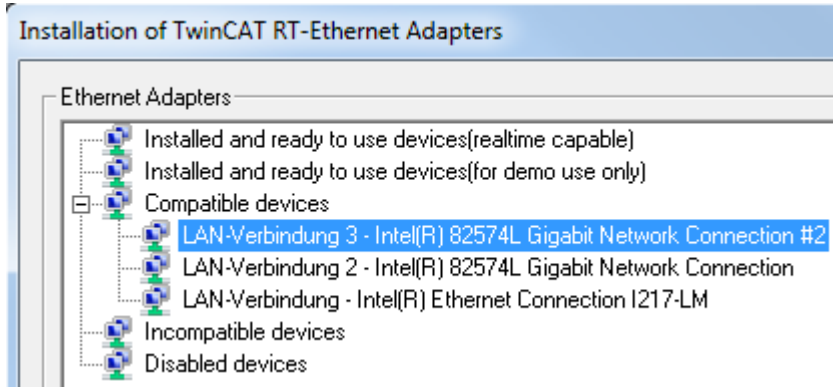 Installation of TwinCAT RT-Ethernet Adapters
Ethernet Adapters
Installed and ready to use devices(realtime capable)
Installed and ready to use devices(for demo use only)
Compatible devices
LAN-Verbindung 3 - Intel(R) 82574L Gigabit Network Connection #2
LAN-Verbindung 2 - Intel(R) 82574L Gigabit Network Connection
LAN-Verbindung - Intel(R) Ethernet Connection I217-LM
Incompatible devices
Disabled devices